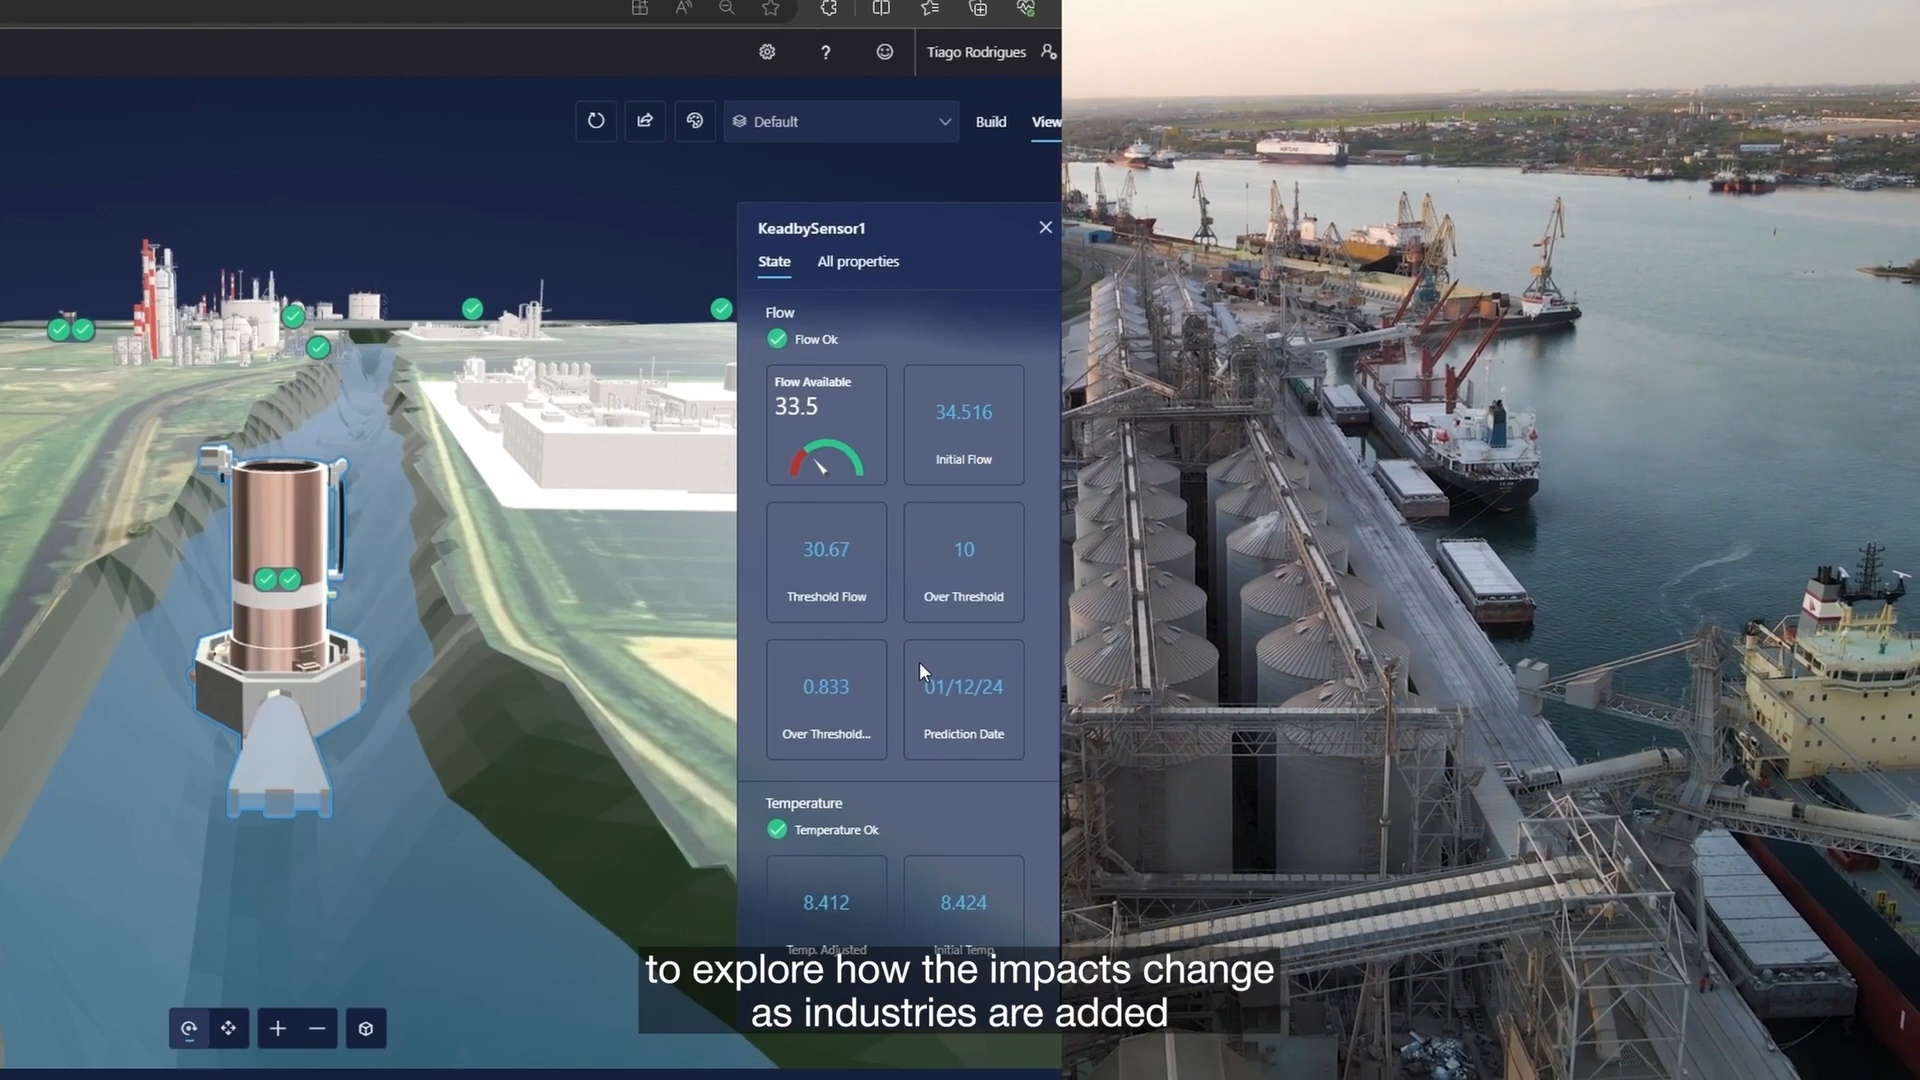 Tiago Rodrigues
Default
Build
View
KeadbySensor1
State
All properties
Flow
Flow Ok
Flow Available
33.5
34.516
Initial Flow
30.67
Threshold Flow
10
Over Threshold
0.833
Over Threshold...
01/12/24
Prediction Date
Temperature
Temperature Ok
8.412
Temp. Adjusted
8.424
Initial Temp.
to explore how the impacts change
as industries are added